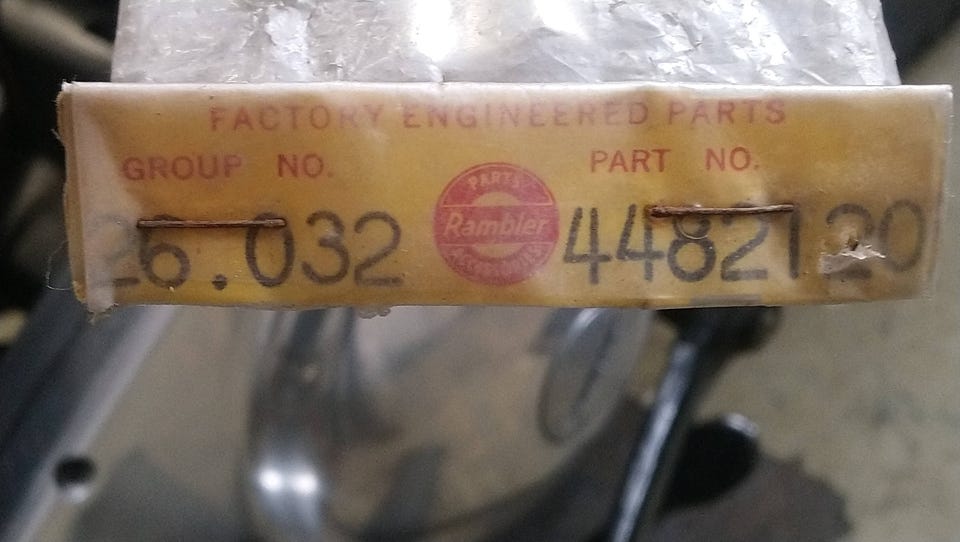 FACTORY ENGINEERED PARTS
GROUP NO.
PART NO.
26.032
PARTS
Rambler
ACCESSORIES
4482120